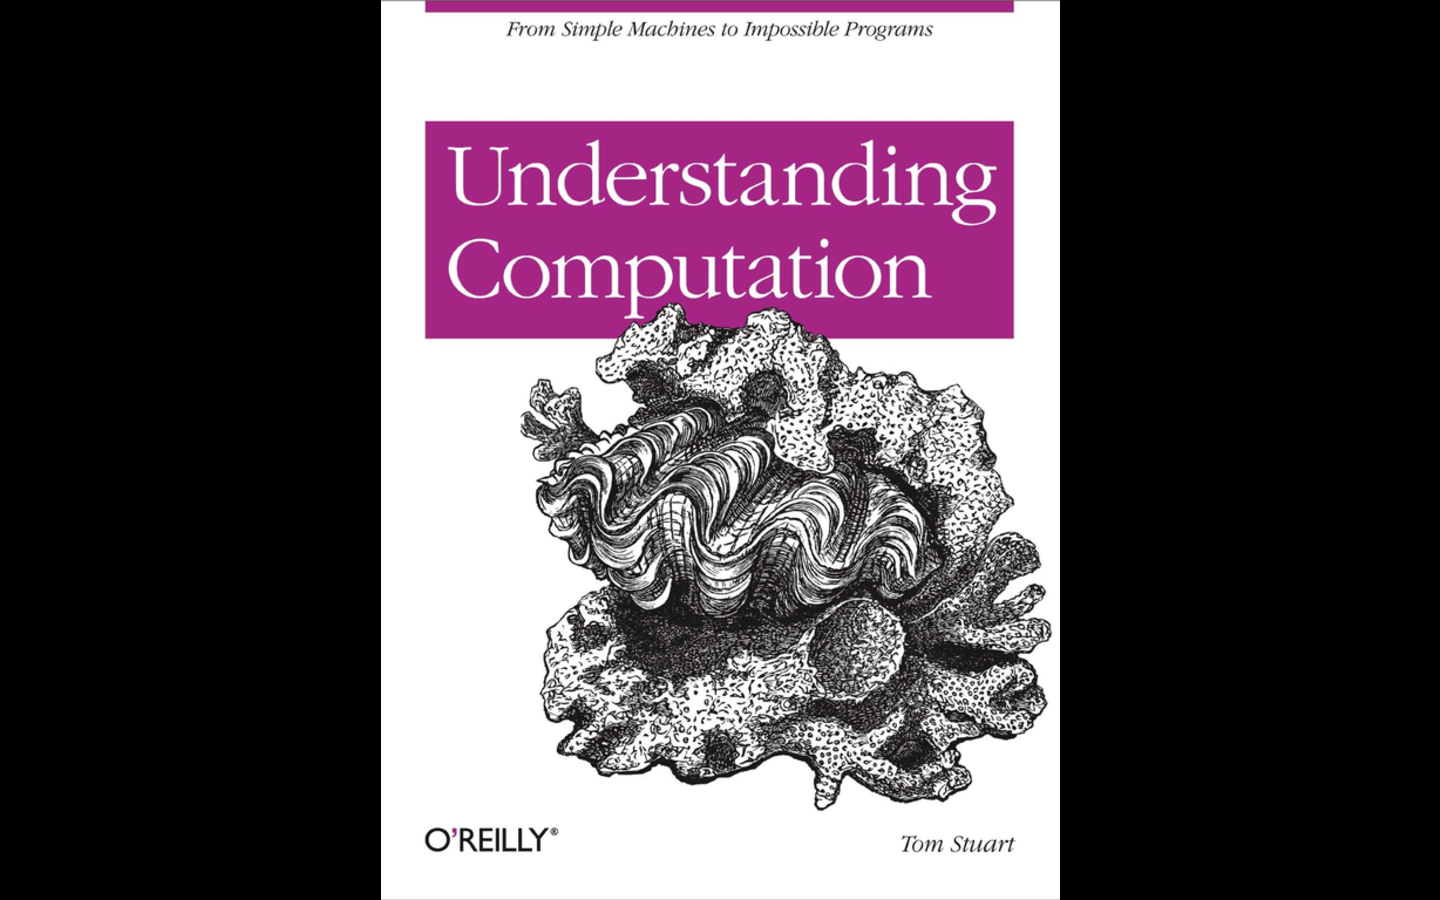 From Simple Machines to Impossible Programs
Understanding
Computation
O'REILLY®
Tom Stuart